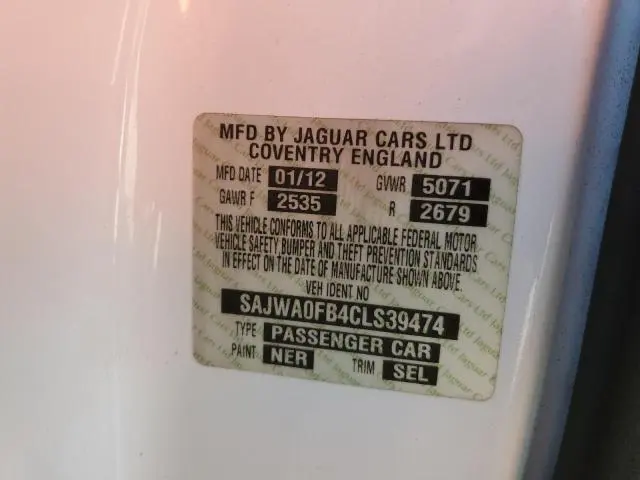 MFD BY JAGUAR CARS LTD
COVENTRY ENGLAND
MFD DATE 01/12 GVWR 5071
GAWR F 2535 R 2679
THIS VEHICLE CONFORMS TO ALL APPLICABLE FEDERAL MOTOR
VEHICLE SAFETY BUMPER AND THEFT PREVENTION STANDARDS
IN EFFECT ON THE DATE OF MANUFACTURE SHOWN ABOVE.
VEH IDENT NO
SAJWA0FB4CLS39474
TYPE PASSENGER CAR
PAINT NER TRIM SEL